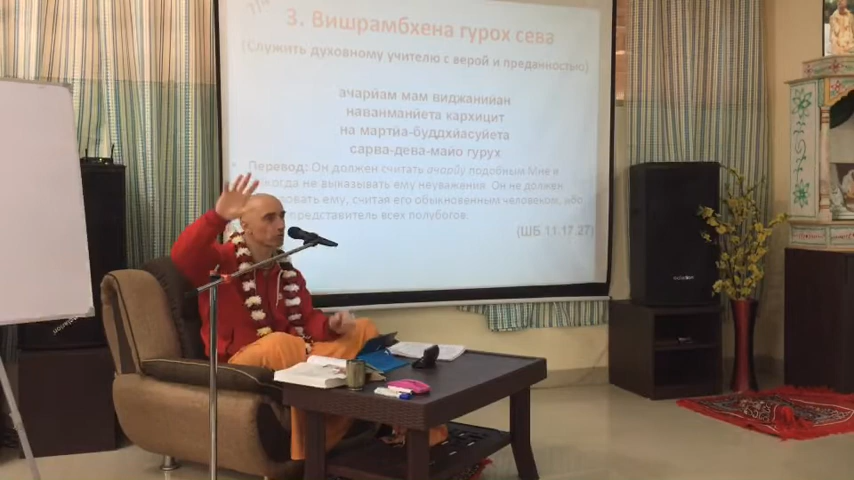 3. Вишрамбхена гурох сева
(Служить духовному учителю с верой и преданностью)
ачарйам мам виджанийан
наванманйета кархичит
на мартйа-буддхйасуйета
сарва-дева-майо гурух
Перевод: Он должен считать ачарйу подобным Мне и
никогда не выказывать ему неуважения. Он не должен
ему, считая его обыкновенным человеком, ибо
представитель всех полубогов.
(ШБ 11.17.27)